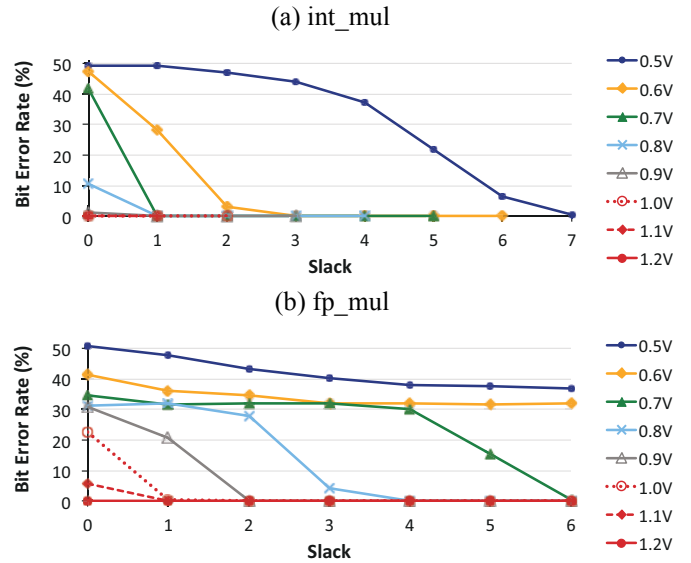 (a) int_mul
Bit Error Rate (%)
50
40
30
20
10
0
0 1 2 3 4 5 6 7
Slack
0.5V
0.6V
0.7V
0.8V
0.9V
1.0V
1.1V
1.2V
(b) fp_mul
Bit Error Rate (%)
50
40
30
20
10
0
0 1 2 3 4 5 6
Slack
0.5V
0.6V
0.7V
0.8V
0.9V
1.0V
1.1V
1.2V